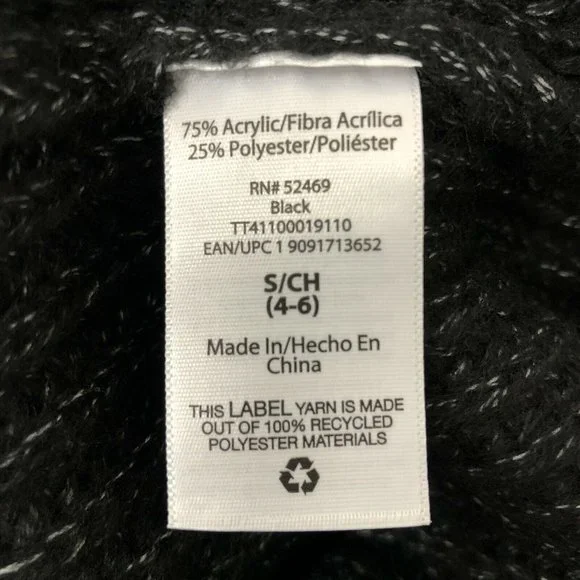 75% Acrylic/Fibra Acrílica
25% Polyester/Poliéster
RN# 52469
Black
TT41100019110
EAN/UPC 1 9091713652
S/CH
(4-6)
Made In/Hecho En
China
THIS LABEL YARN IS MADE
OUT OF 100% RECYCLED
POLYESTER MATERIALS